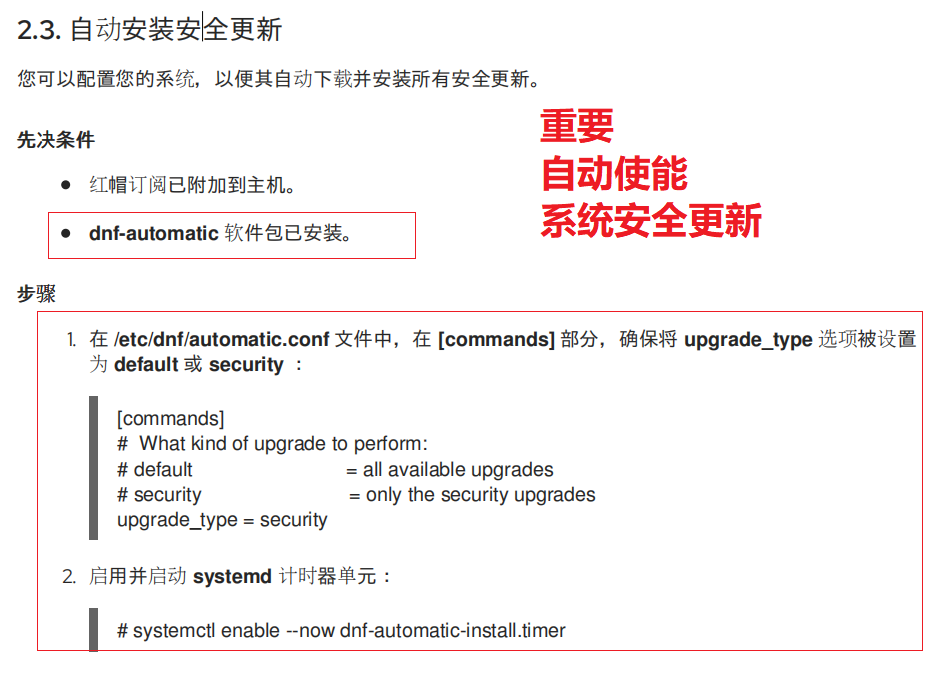 2.3. 自动安装安全更新
您可以配置您的系统，以便其自动下载并安装所有安全更新。
重要
自动使能
系统安全更新
先决条件
● 红帽订阅已附加到主机。
● dnf-automatic 软件包已安装。
步骤
1. 在 /etc/dnf/automatic.conf 文件中，在 [commands] 部分，确保将 upgrade_type 选项被设置
为 default 或 security ：
[commands]
#  What kind of upgrade to perform:
# default                            = all available upgrades
# security                           = only the security upgrades
upgrade_type = security
2. 启用并启动 systemd 计时器单元：
# systemctl enable --now dnf-automatic-install.timer